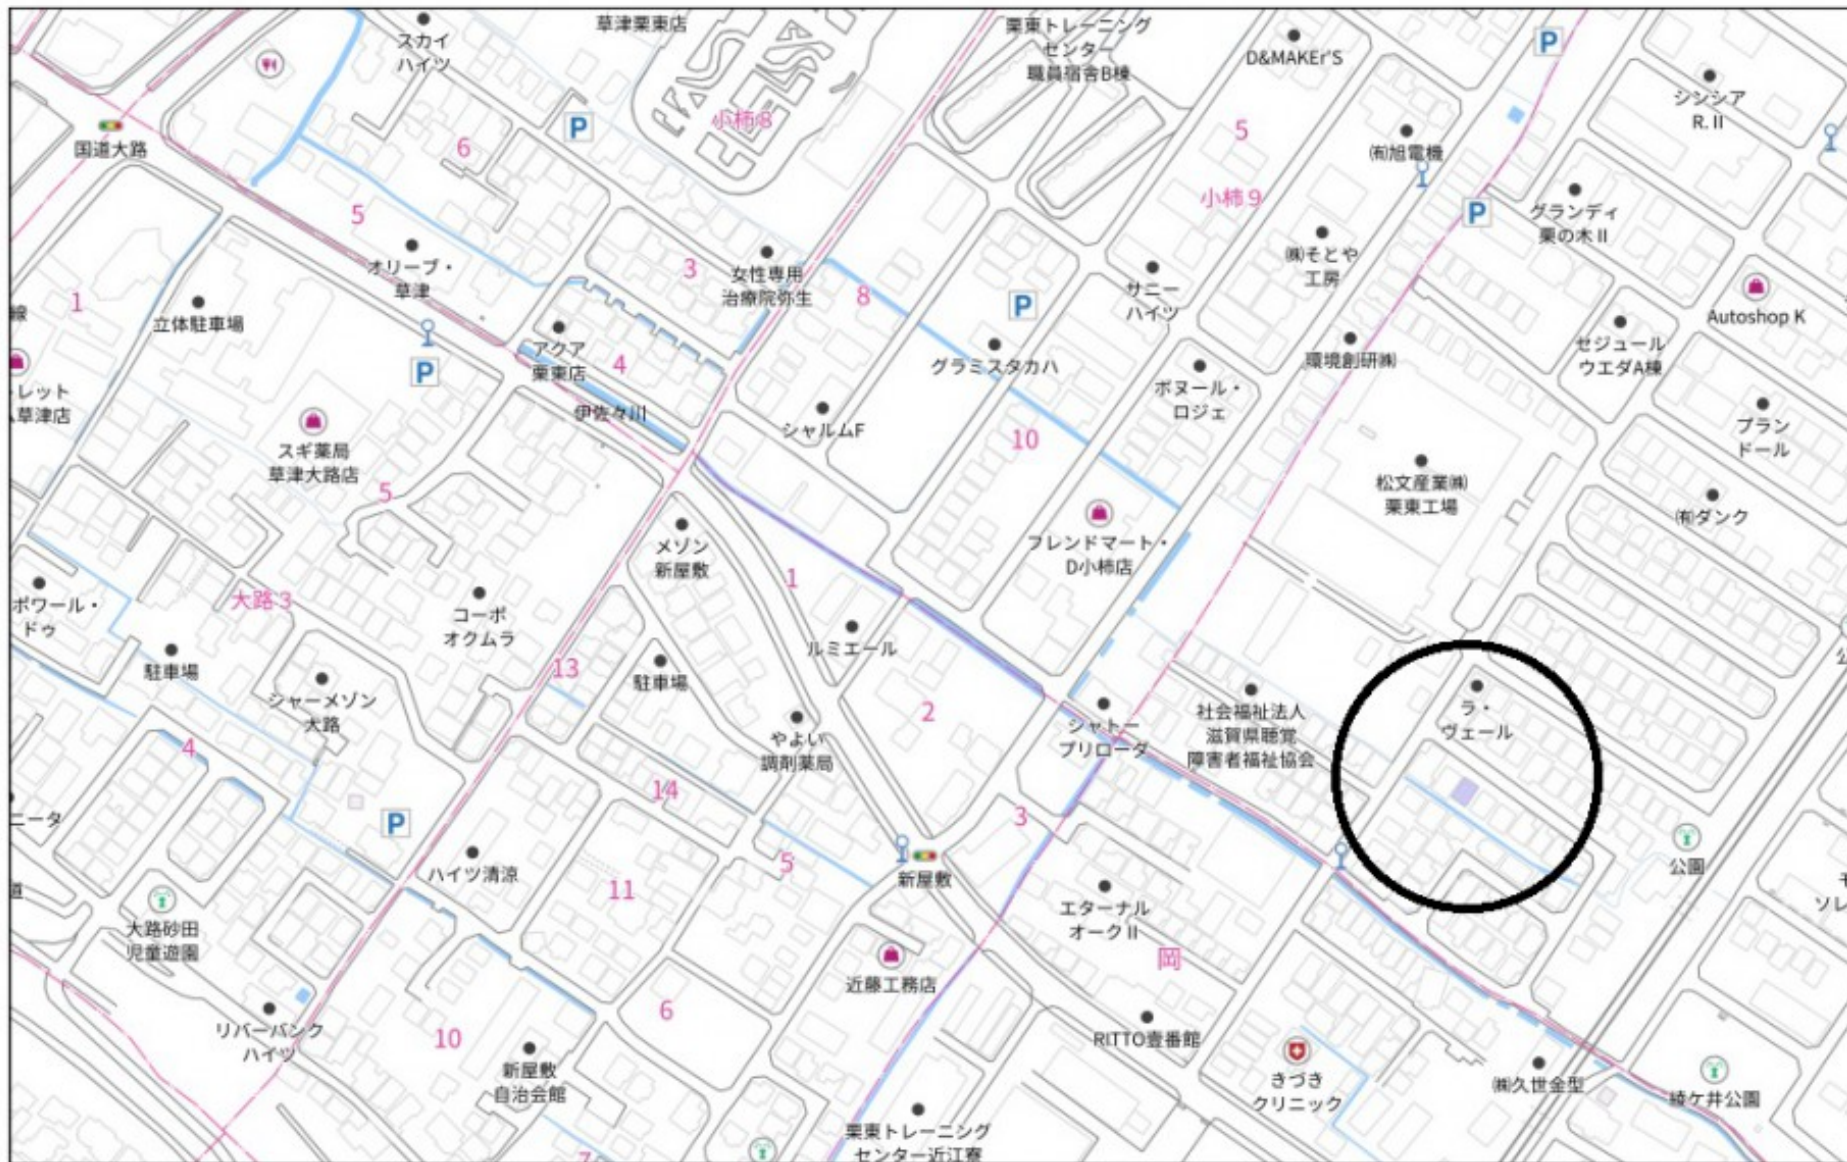 草津栗東店
スカイ
ハイツ
栗東トレーニング
センター
職員宿舎B棟
D&MAKEr'S
P
シンシア
R.Ⅱ
国道大路
6
P
小柿8
5
㈲旭電機
小柿9
P
グランディ
栗の木Ⅱ
5
オリーブ・
草津
3
女性専用
治療院弥生
8
サニー
ハイツ
㈱そとや
工房
1
線
立体駐車場
P
グラミスタカハ
Autoshop K
アクア
栗東店
4
環境創研㈱
セジュール
ウエダA棟
レット
草津店
P
伊佐々川
ボヌール・
ロジェ
シャルムF
10
プラン
ドール
スギ薬局
草津大路店
5
松文産業㈱
栗東工場
㈲ダンク
メゾン
新屋敷
フレンドマート・
D小柿店
1
ポワール・
ドゥ
大路3
コーポ
オクムラ
ルミエール
駐車場
13
駐車場
シャーメゾン
大路
2
シャトー
プリローダ
社会福祉法人
滋賀県聴覚
障害者福祉協会
ラ・
ヴェール
4
やよい
調剤薬局
14
ニータ
P
3
ハイツ清涼
11
5
新屋敷
公園
大路砂田
児童遊園
エターナル
オークⅡ
岡
ソレ
近藤工務店
6
リバーバンク
ハイツ
10
RITTO壹番館
新屋敷
自治会館
きづき
クリニック
㈱久世金型
綾ケ井公園
栗東トレーニング
センター近江寮
7